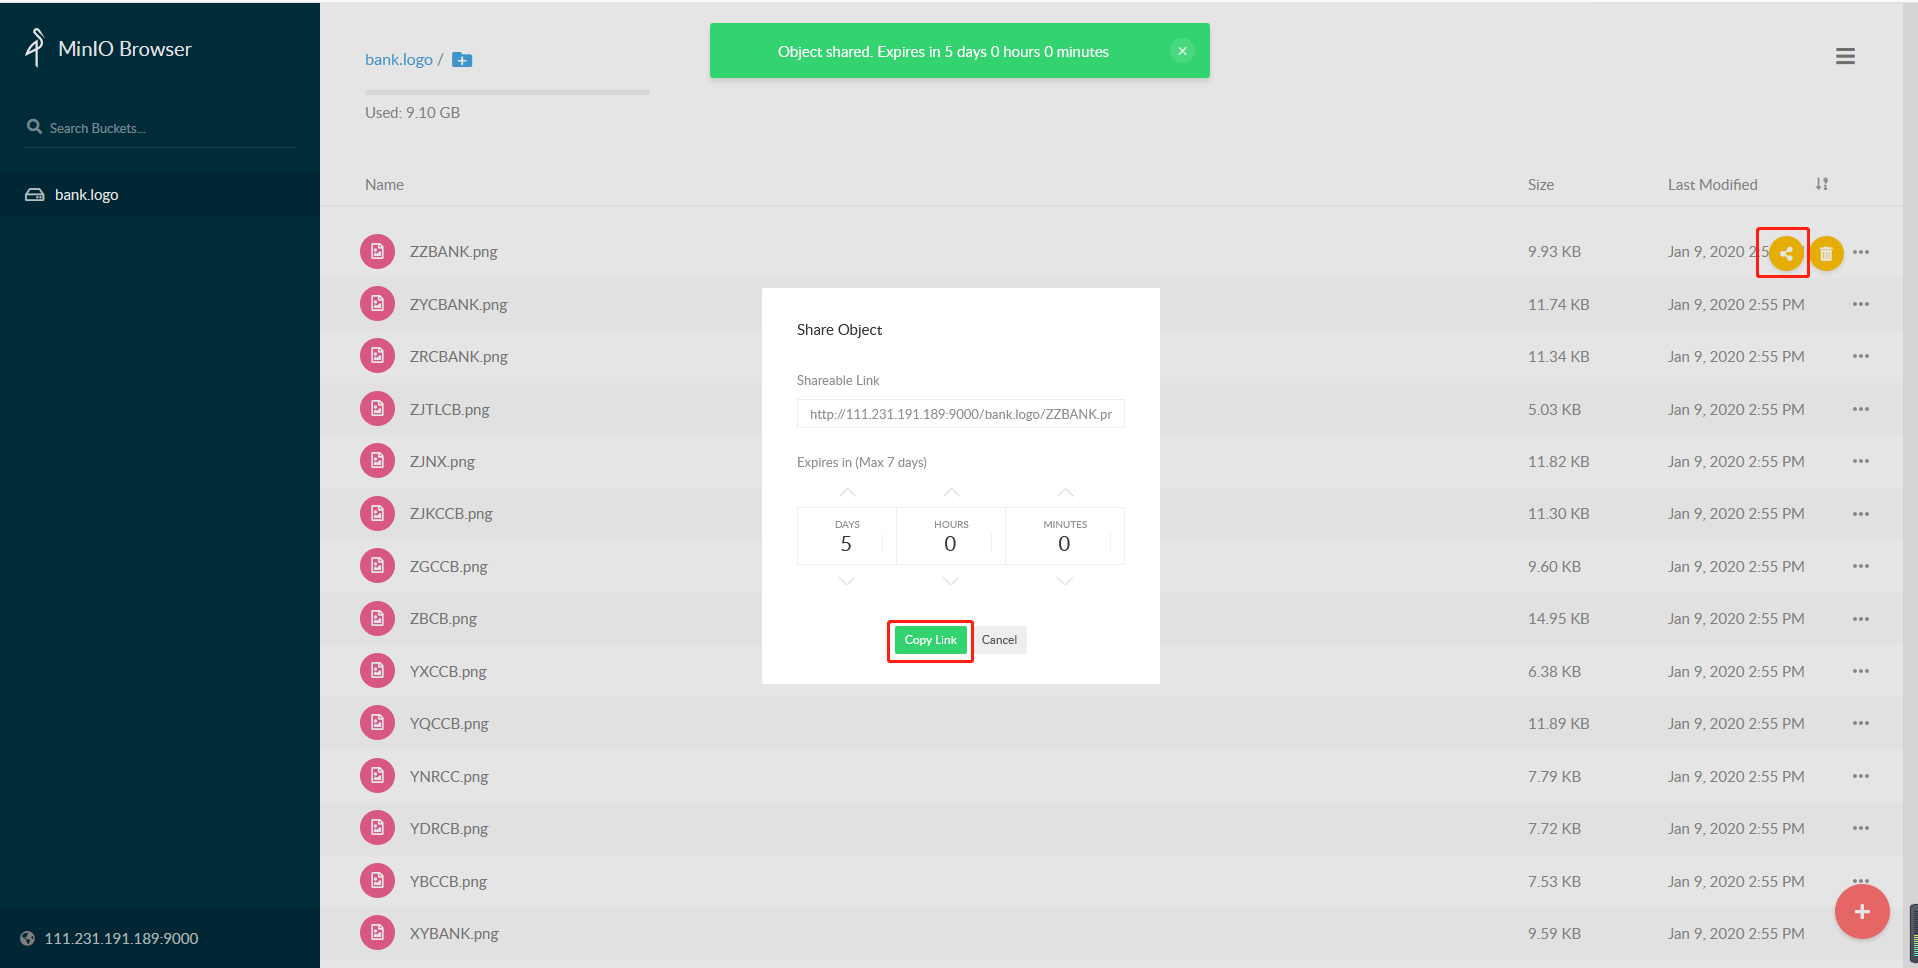 MinIO Browser
Search Buckets...
bank.logo
111.231.191.189:9000
bank.logo /
Used: 9.10 GB
Object shared. Expires in 5 days 0 hours 0 minutes
Name Size Last Modified
ZZBANK.png 9.93 KB Jan 9, 2020 2:5
ZYCBANK.png 11.74 KB Jan 9, 2020 2:55 PM
ZRCBANK.png 11.34 KB Jan 9, 2020 2:55 PM
ZJTLCB.png 5.03 KB Jan 9, 2020 2:55 PM
ZJNX.png 11.82 KB Jan 9, 2020 2:55 PM
ZJKCCB.png 11.30 KB Jan 9, 2020 2:55 PM
ZGCCB.png 9.60 KB Jan 9, 2020 2:55 PM
ZBCB.png 14.95 KB Jan 9, 2020 2:55 PM
YXCCB.png 6.38 KB Jan 9, 2020 2:55 PM
YQCCB.png 11.89 KB Jan 9, 2020 2:55 PM
YNRCC.png 7.79 KB Jan 9, 2020 2:55 PM
YDRCB.png 7.72 KB Jan 9, 2020 2:55 PM
YBCCB.png 7.53 KB Jan 9, 2020 2:55 PM
XYBANK.png 9.59 KB Jan 9, 2020 2:55 PM
Share Object
Shareable Link
http://111.231.191.189:9000/bank.logo/ZZBANK.pr
Expires in (Max 7 days)
DAYS HOURS MINUTES
5 0 0
Copy Link Cancel